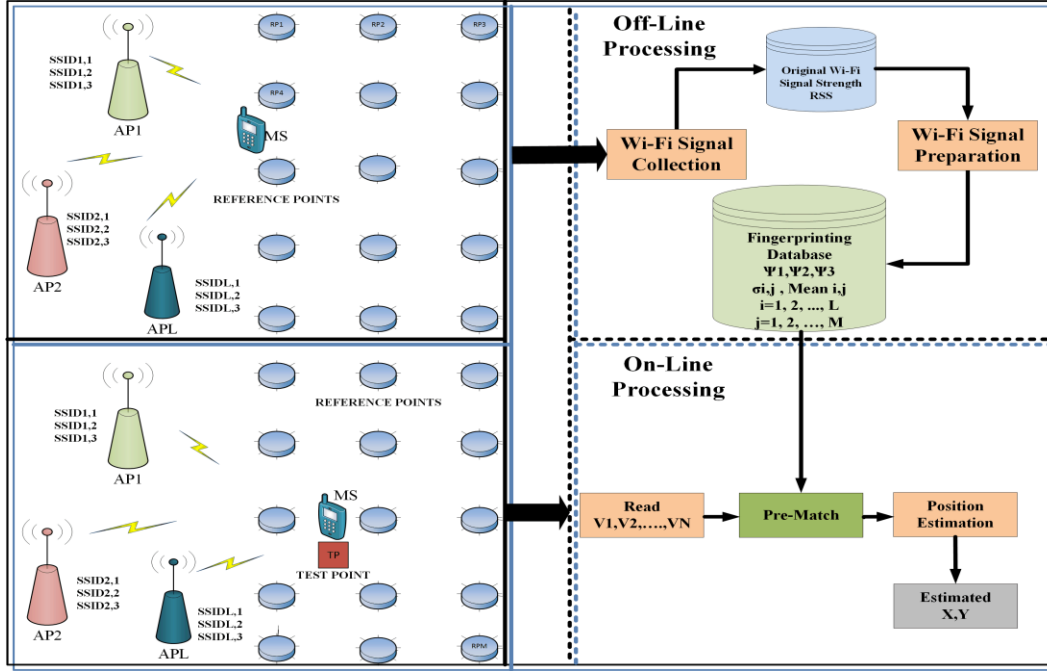 RP1
RP2
RP3
SSID1,1
SSID1,2
SSID1,3
AP1
RP4
MS
REFERENCE POINTS
SSID2,1
SSID2,2
SSID2,3
AP2
SSIDL,1
SSIDL,2
SSIDL,3
APL
Off-Line
Processing
Original Wi-Fi
Signal Strength
RSS
Wi-Fi Signal
Collection
Wi-Fi Signal
Preparation
Fingerprinting
Database
Ψ1,Ψ2,Ψ3
σi,j , Mean i,j
i=1, 2, ..., L
j=1, 2, …, M
REFERENCE POINTS
SSID1,1
SSID1,2
SSID1,3
AP1
MS
TP
TEST POINT
SSID2,1
SSID2,2
SSID2,3
AP2
SSIDL,1
SSIDL,2
SSIDL,3
APL
RPM
On-Line
Processing
Read
V1,V2,….,VN
Pre-Match
Position
Estimation
Estimated
X,Y